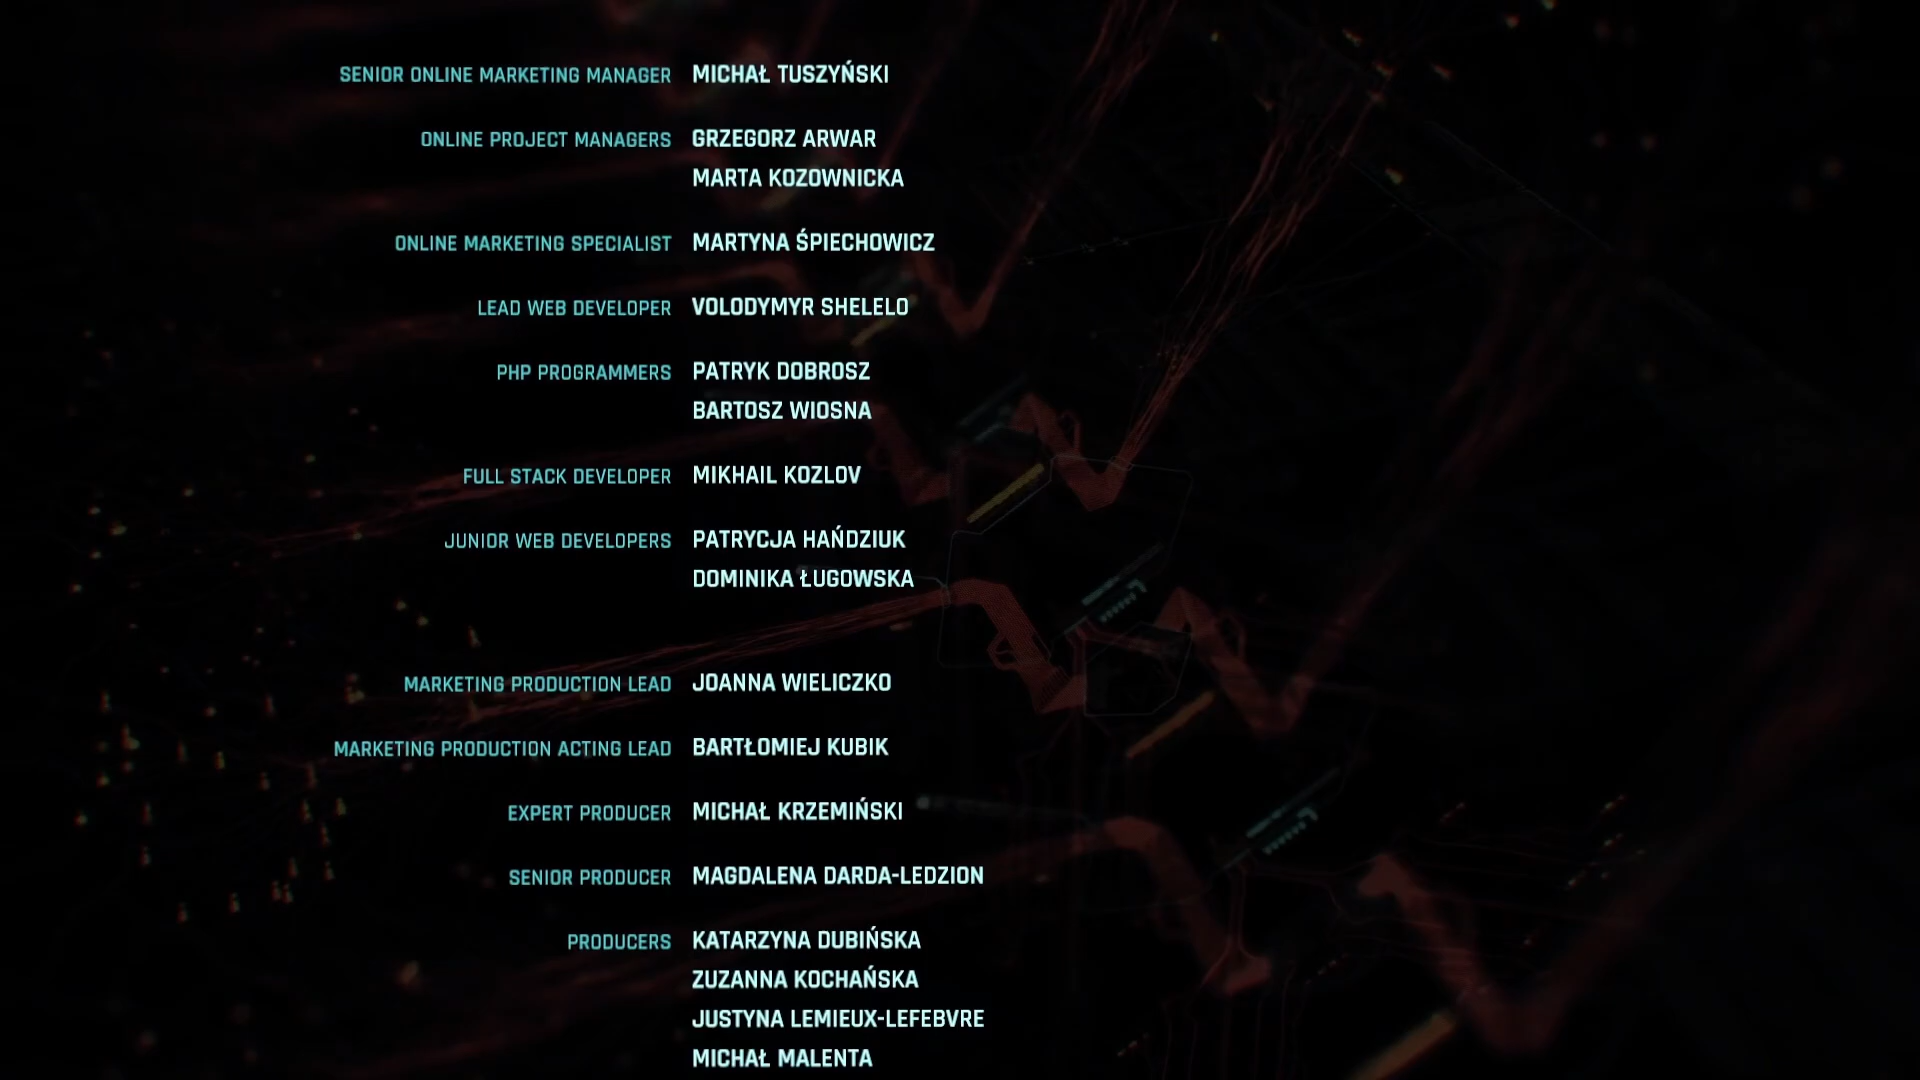 SENIOR ONLINE MARKETING MANAGER MICHAŁ TUSZYŃSKI
ONLINE PROJECT MANAGERS GRZEGORZ ARWAR
MARTA KOZOWNICKA
ONLINE MARKETING SPECIALIST MARTYNA ŚPIECHOWICZ
LEAD WEB DEVELOPER VOLODYMYR SHELELO
PHP PROGRAMMERS PATRYK DOBROSZ
BARTOSZ WIOSNA
FULL STACK DEVELOPER MIKHAIL KOZLOV
JUNIOR WEB DEVELOPERS PATRYCJA HAŃDZIUK
DOMINIKA ŁUGOWSKA
MARKETING PRODUCTION LEAD JOANNA WIELICZKO
MARKETING PRODUCTION ACTING LEAD BARTŁOMIEJ KUBIK
EXPERT PRODUCER MICHAŁ KRZEMIŃSKI
SENIOR PRODUCER MAGDALENA DARDA-LEDZION
PRODUCERS KATARZYNA DUBIŃSKA
ZUZANNA KOCHAŃSKA
JUSTYNA LEMIEUX-LEFEBVRE
MICHAŁ MALENTA